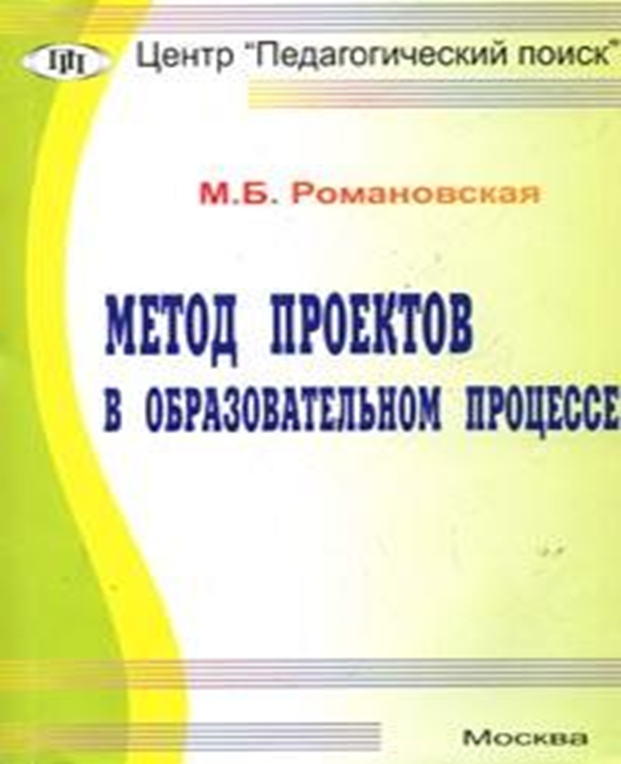 ПП
Центр "Педагогический поиск"
М.Б. Романовская
МЕТОД ПРОЕКТОВ
В ОБРАЗОВАТЕЛЬНОМ ПРОЦЕССЕ
Москва